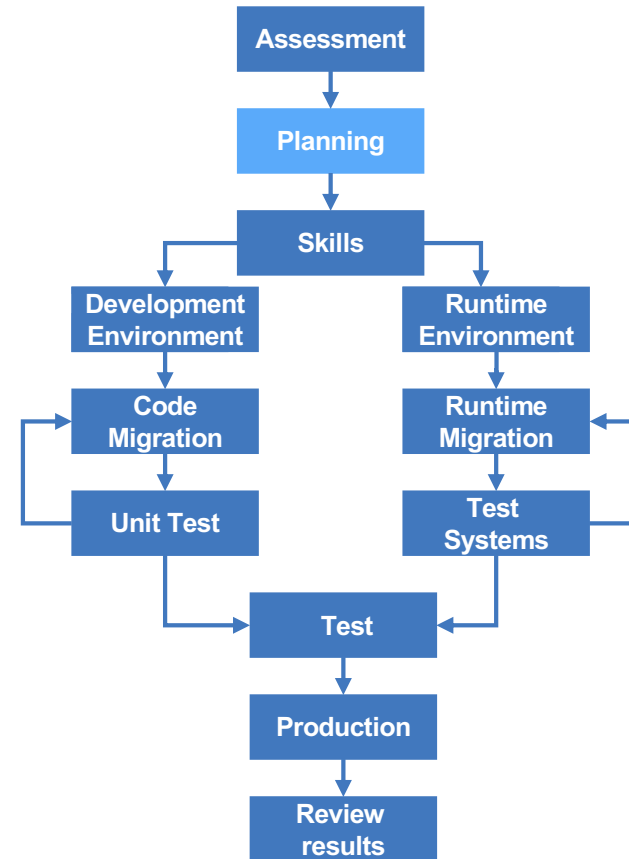 Assessment
Planning
Skills
Development
Environment
Runtime
Environment
Code
Migration
Runtime
Migration
Unit Test
Test
Systems
Test
Production
Review
results